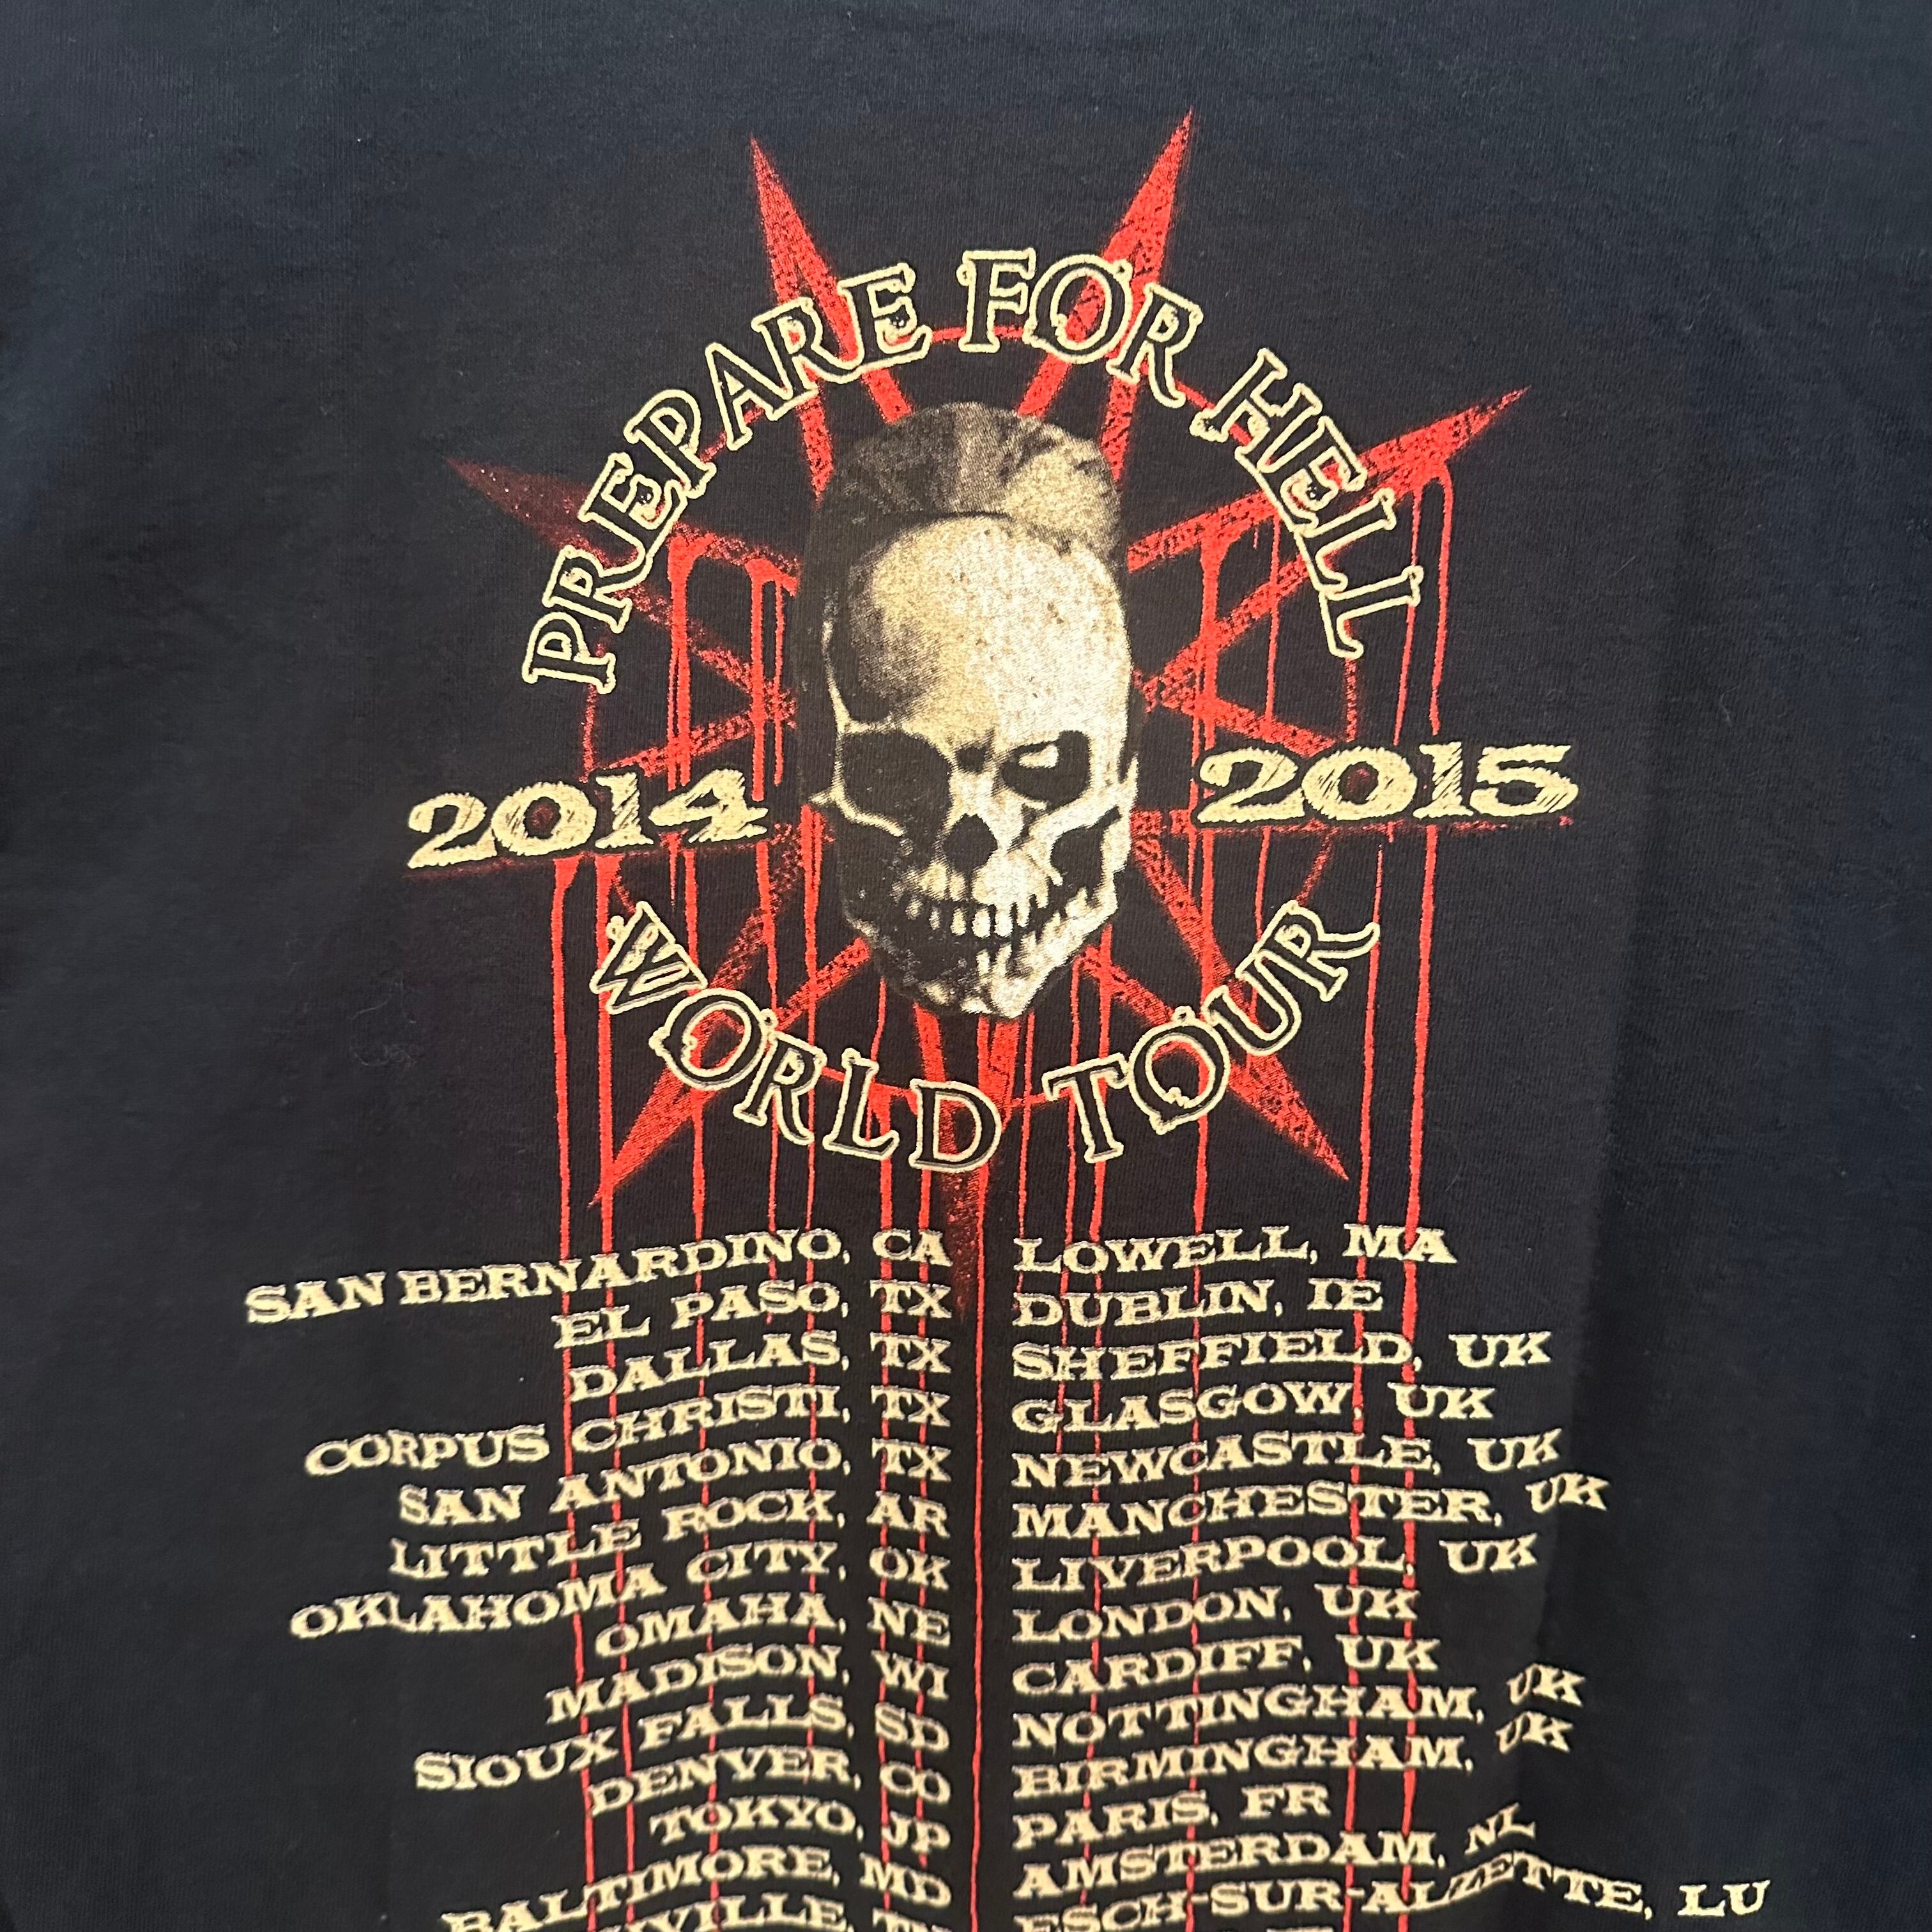 PREPARE FOR HELL
2014
2015
WORLD TOUR
SAN BERNARDINO, CA
EL PASO, TX
DALLAS, TX
CORPUS CHRISTI, TX
SAN ANTONIO, TX
LITTLE ROCK, AR
OKLAHOMA CITY, OK
OMAHA, NE
MADISON, WI
SIOUX FALLS, SD
DENVER, CO
TOKYO, JP
BALTIMORE, MD
LOWELL, MA
DUBLIN, IE
SHEFFIELD, UK
GLASGOW, UK
NEWCASTLE, UK
MANCHESTER, UK
LIVERPOOL, UK
LONDON, UK
CARDIFF, UK
NOTTINGHAM, UK
BIRMINGHAM, UK
PARIS, FR
AMSTERDAM, NL
ESCH-SUR-ALZETTE, LU